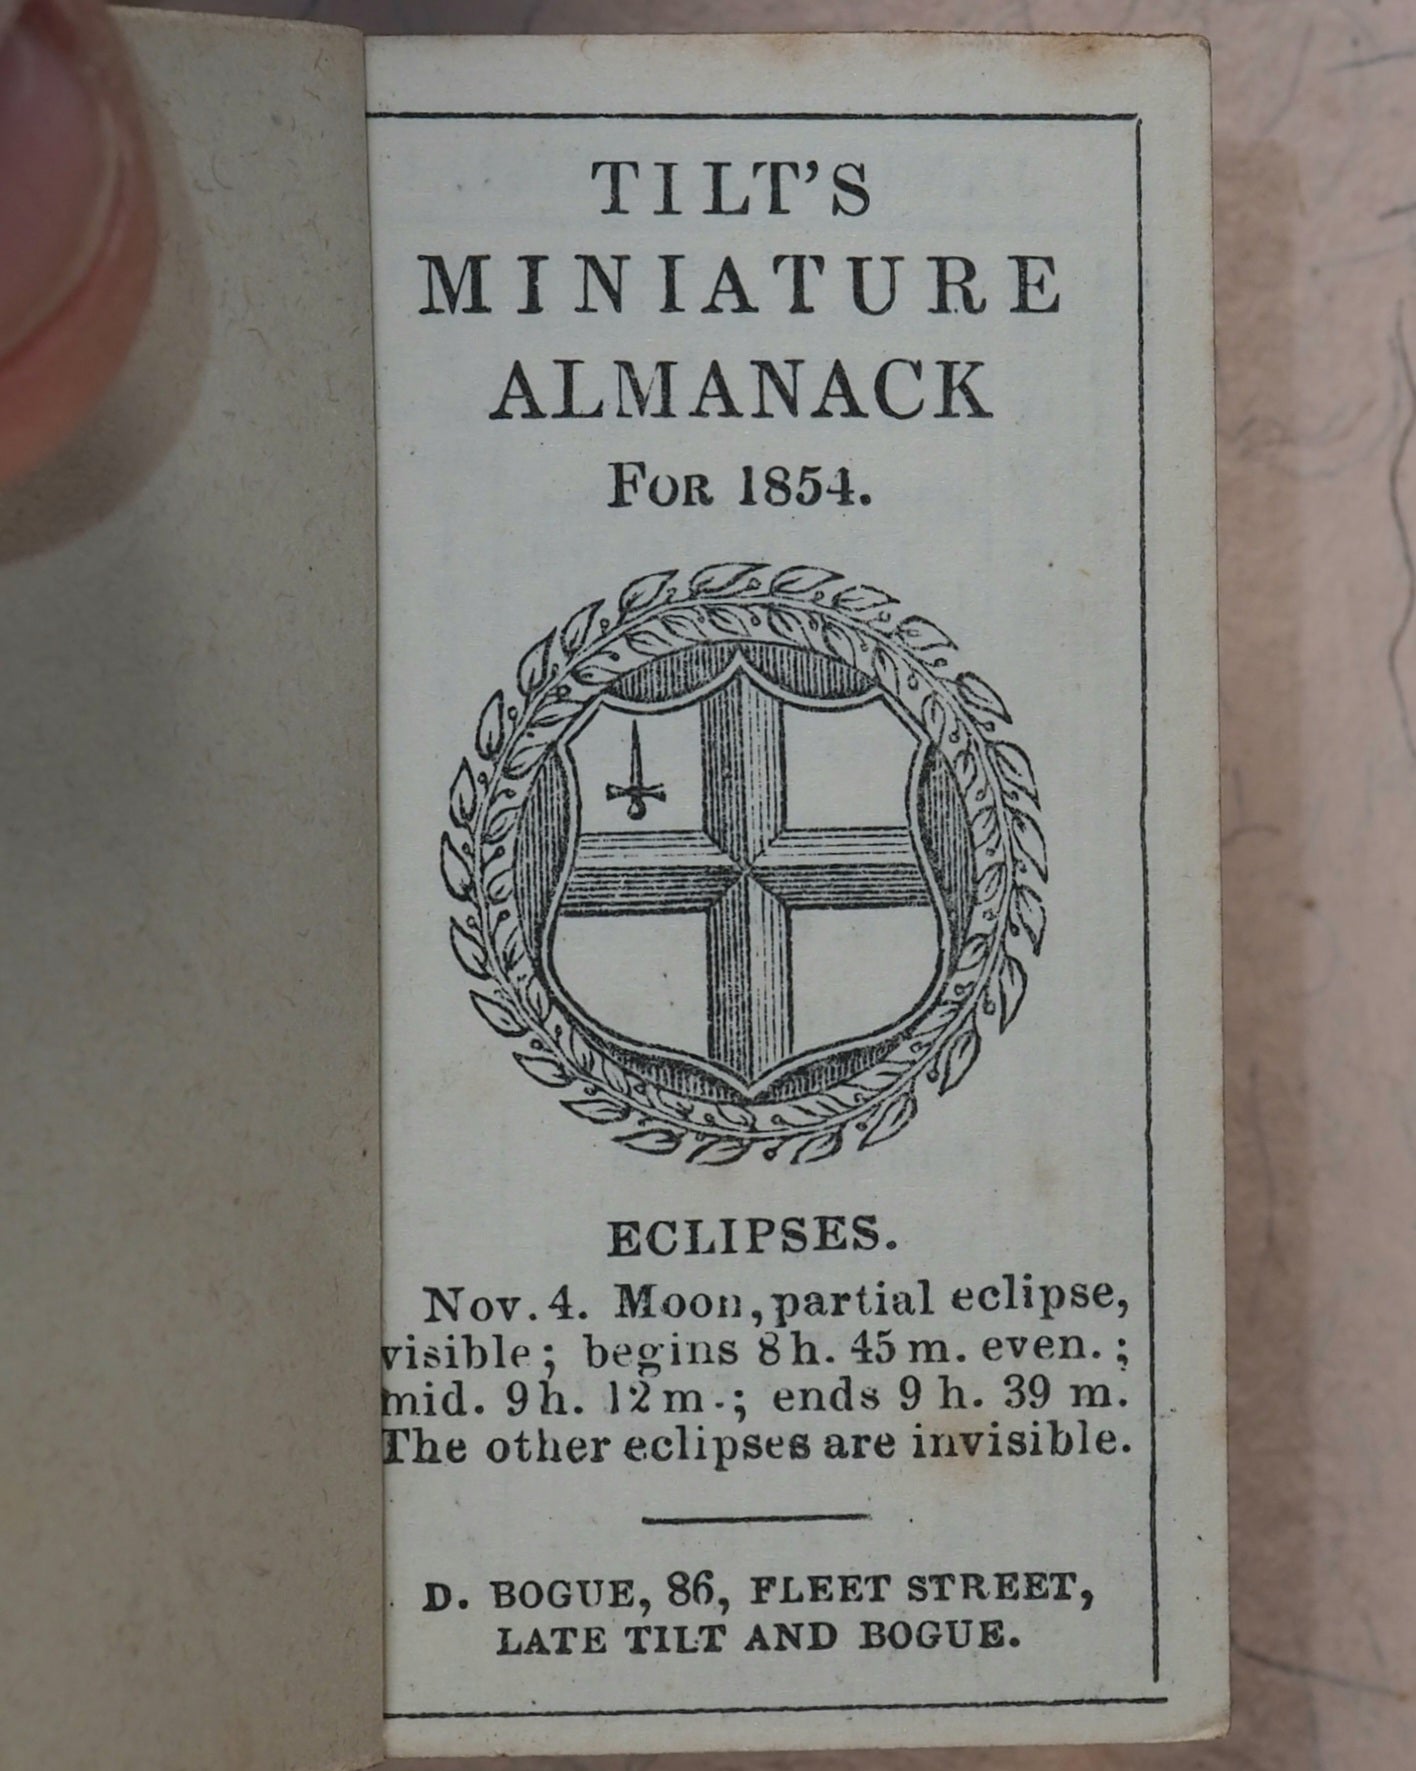 TILT'S
MINIATURE
ALMANACK
FOR 1854.
ECLIPSES.
Nov. 4. Moon, partial eclipse,
visible; begins 8 h. 45 m. even.;
mid. 9 h. 12 m.; ends 9 h. 39 m.
The other eclipses are invisible.
D. BOGUE, 86, FLEET STREET,
LATE TILT AND BOGUE.